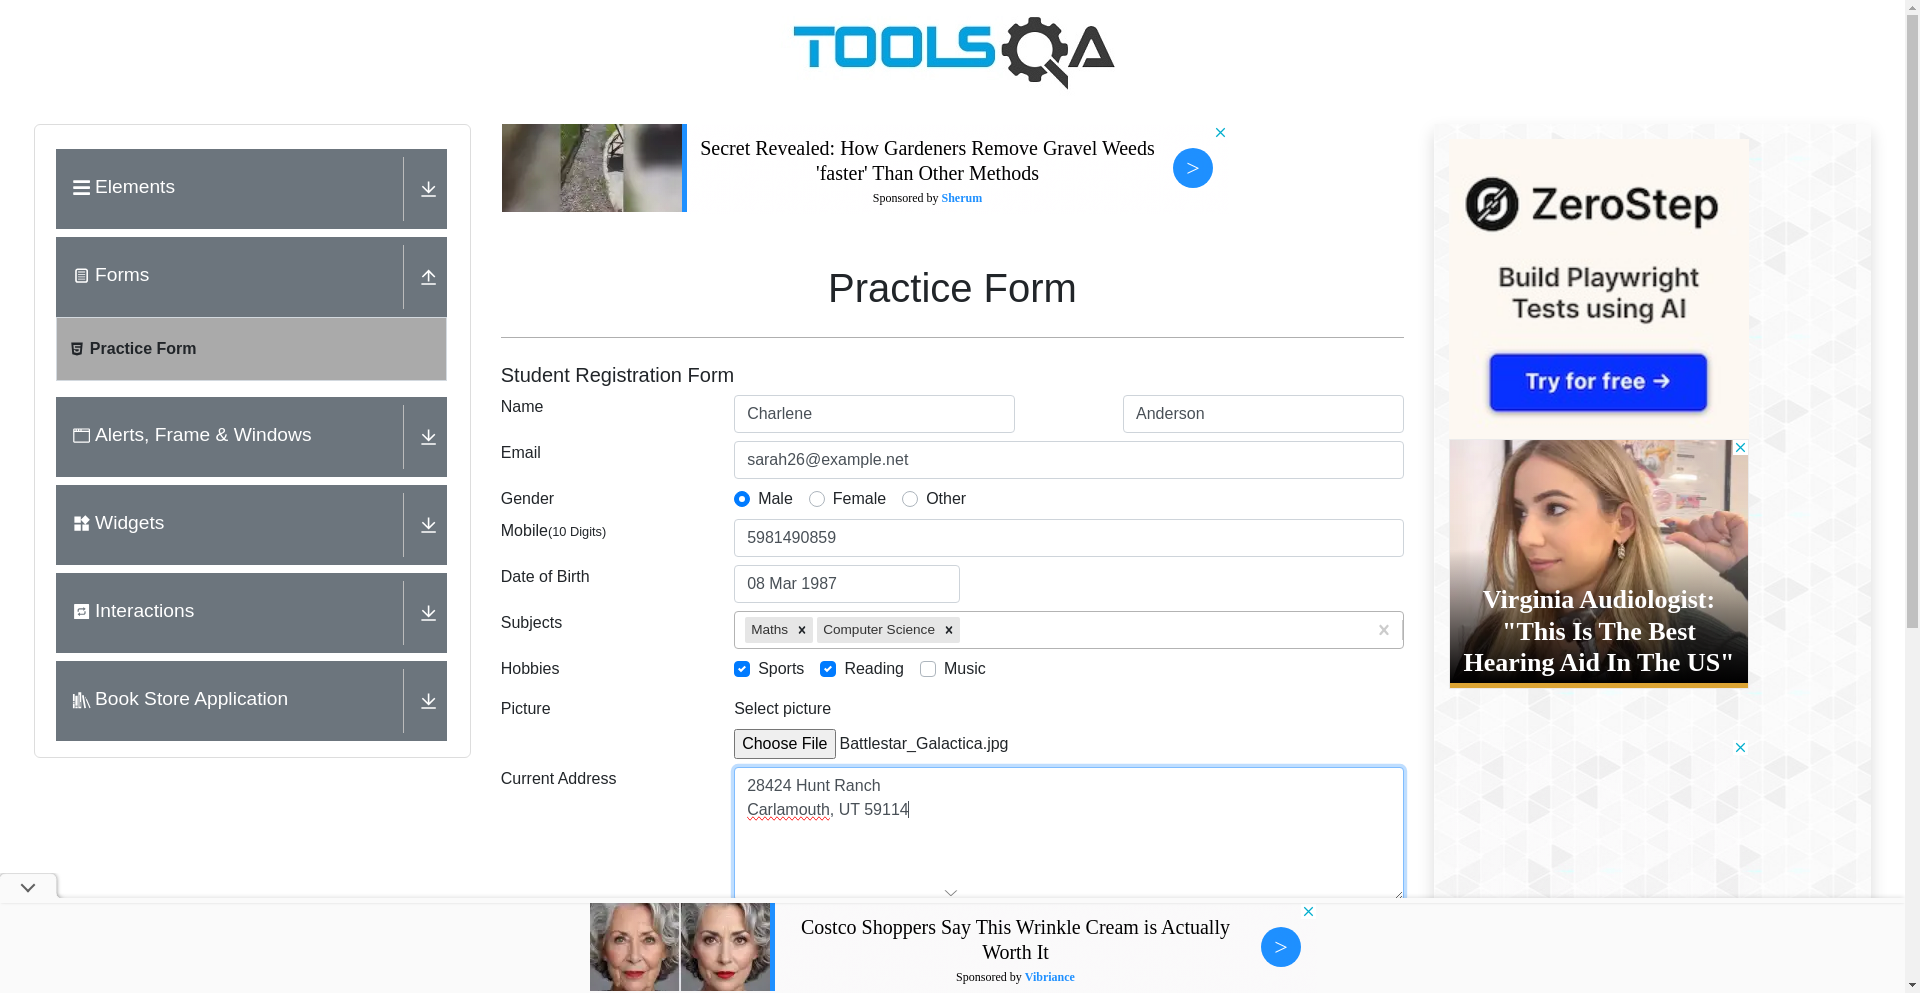 TOOLSQA
Elements
Forms
Practice Form
Alerts, Frame & Windows
Widgets
Interactions
Book Store Application
Secret Revealed: How Gardeners Remove Gravel Weeds
'faster' Than Other Methods
Sponsored by Sherum
>
Practice Form
Student Registration Form
Name
Charlene
Anderson
Email
sarah26@example.net
Gender
Male Female Other
Mobile(10 Digits)
5981490859
Date of Birth
08 Mar 1987
Subjects
Maths Computer Science
Hobbies
Sports Reading Music
Picture
Select picture
Choose File Battlestar_Galactica.jpg
Current Address
28424 Hunt Ranch
Carlamouth, UT 59114
ZeroStep
Build Playwright
Tests using AI
Try for free →
Virginia Audiologist:
"This Is The Best
Hearing Aid In The US"
Costco Shoppers Say This Wrinkle Cream is Actually
Worth It
Sponsored by Vibriance
>